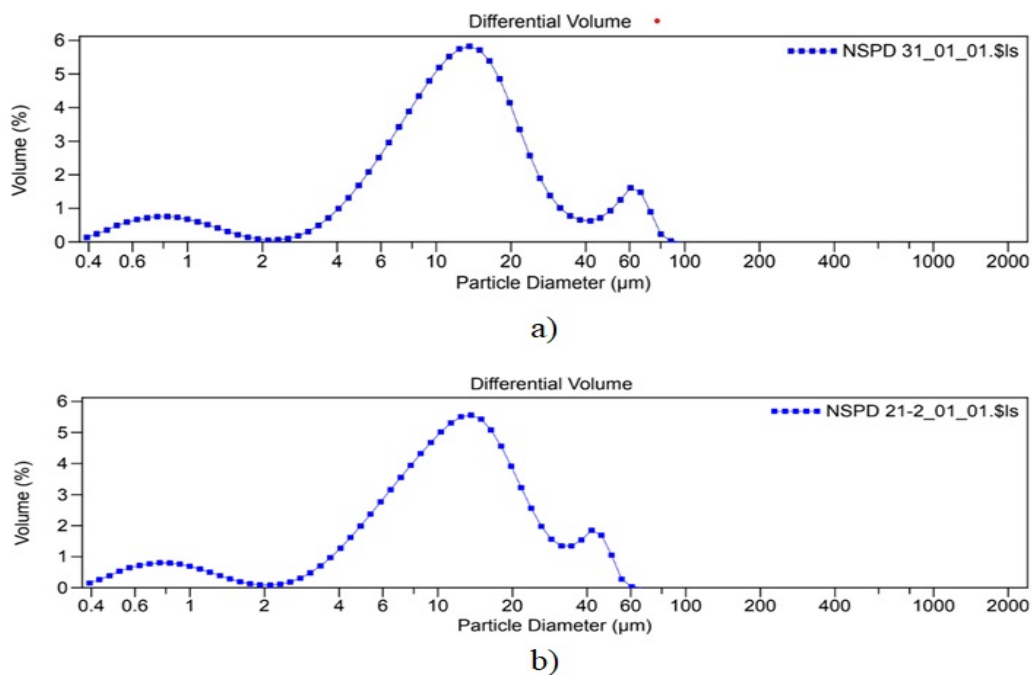 Differential Volume
NSPD 31_01_01.$ls
Volume (%)
6
5
4
3
2
1
0
0.4 0.6 1 2 4 6 10 20 40 60 100 200 400 1000 2000
Particle Diameter (µm)
a)
Differential Volume
NSPD 21-2_01_01.$ls
Volume (%)
6
5
4
3
2
1
0
0.4 0.6 1 2 4 6 10 20 40 60 100 200 400 1000 2000
Particle Diameter (µm)
b)